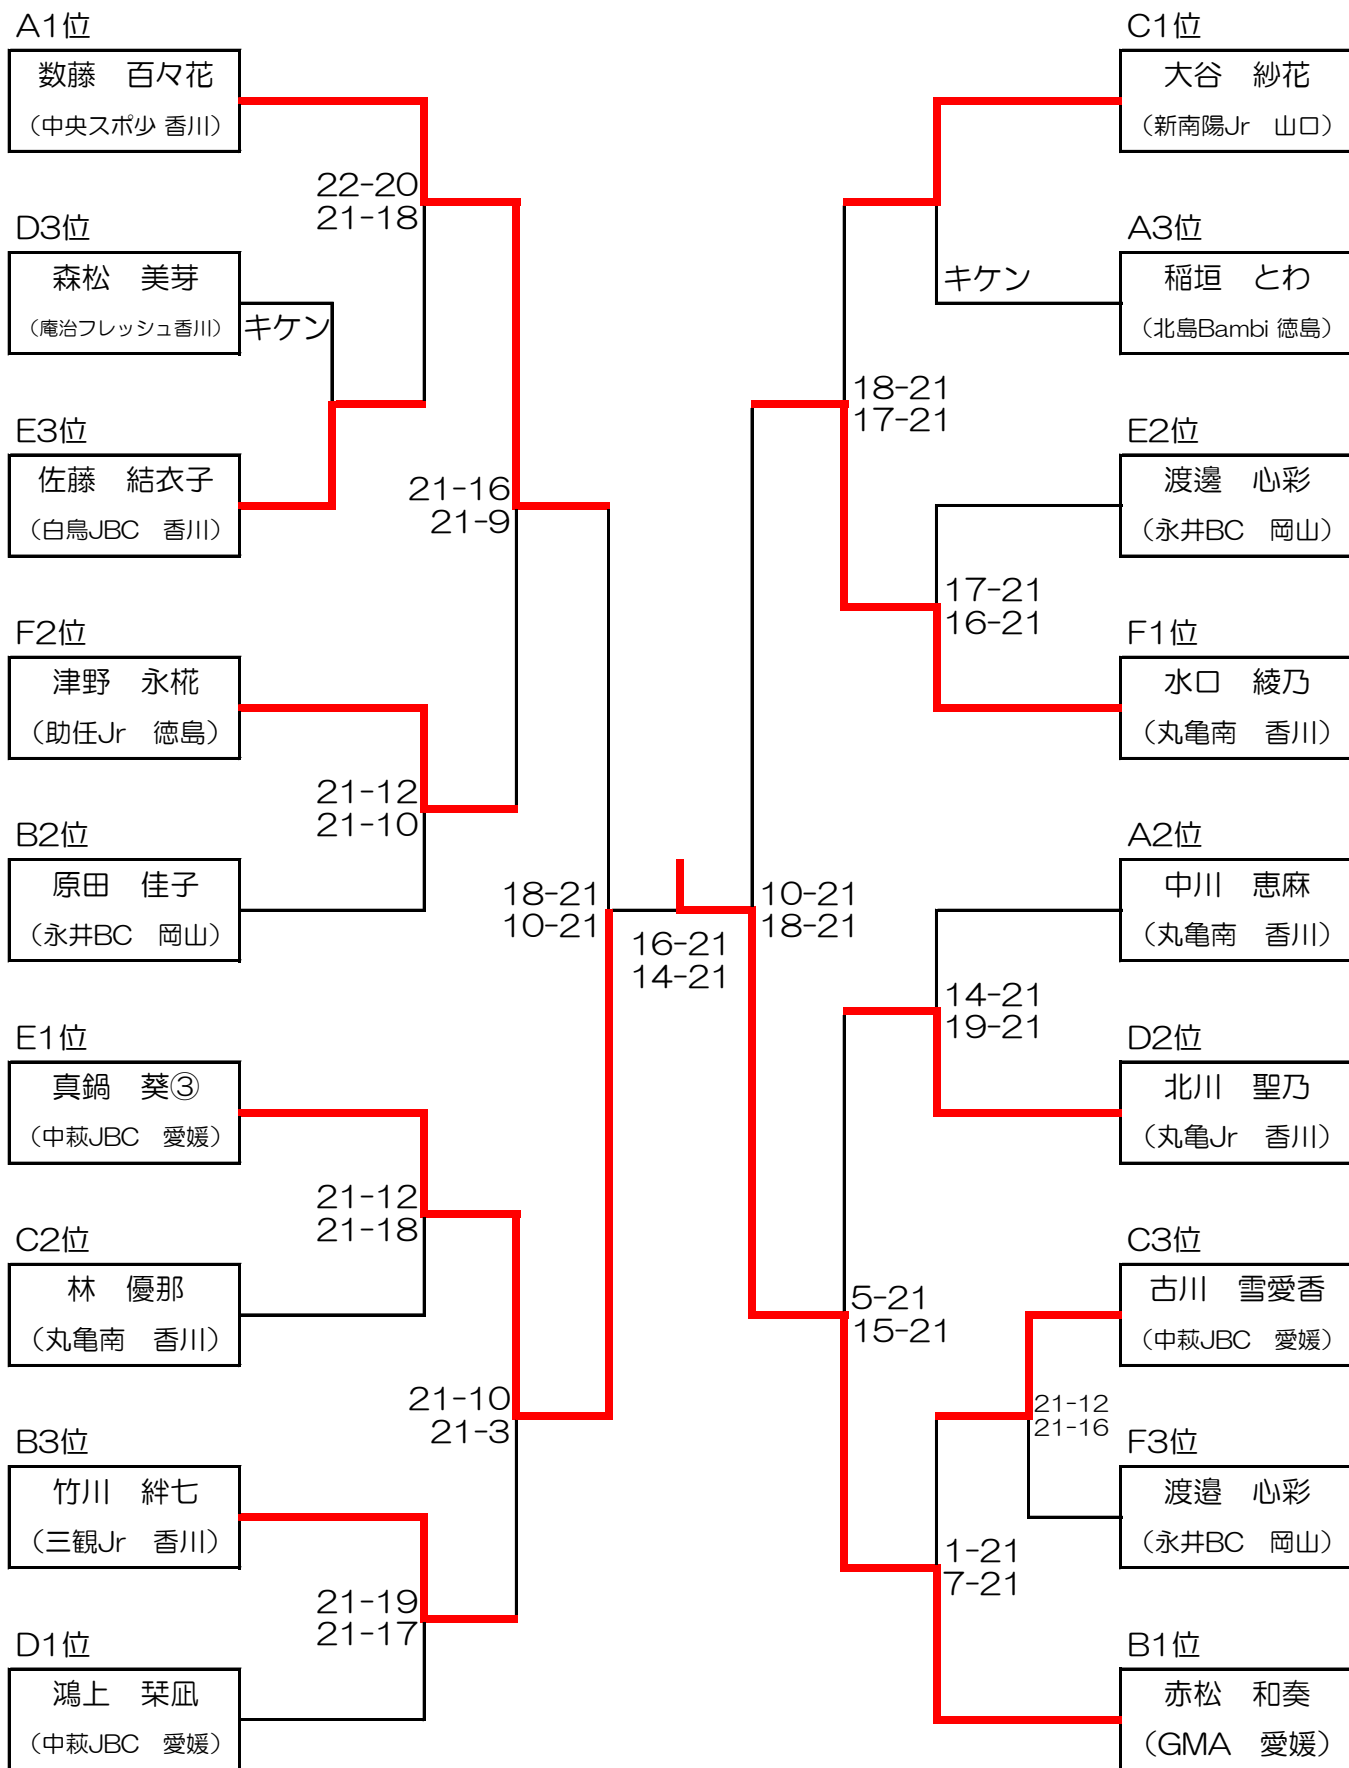 A1位
数藤　百々花
（中央スポ少 香川）
22-20
21-18
D3位
森松　美芽
（庵治フレッシュ香川）
キケン
E3位
佐藤　結衣子
（白鳥JBC　香川）
21-16
21-9
F2位
津野　永椛
（助任Jr　徳島）
21-12
21-10
B2位
原田　佳子
（永井BC　岡山）
18-21
10-21
E1位
真鍋　葵③
（中萩JBC　愛媛）
21-12
21-18
C2位
林　優那
（丸亀南　香川）
21-10
21-3
B3位
竹川　絆七
（三観Jr　香川）
21-19
21-17
D1位
鴻上　栞凪
（中萩JBC　愛媛）
16-21
14-21
C1位
大谷　紗花
（新南陽Jr　山口）
A3位
キケン
稲垣　とわ
（北島Bambi 徳島）
18-21
17-21
E2位
渡邊　心彩
（永井BC　岡山）
17-21
16-21
F1位
水口　綾乃
（丸亀南　香川）
10-21
18-21
A2位
中川　恵麻
（丸亀南　香川）
14-21
19-21
D2位
北川　聖乃
（丸亀Jr　香川）
5-21
15-21
C3位
古川　雪愛香
（中萩JBC　愛媛）
21-12
21-16
F3位
渡邉　心彩
（永井BC　岡山）
1-21
7-21
B1位
赤松　和奏
（GMA　愛媛）